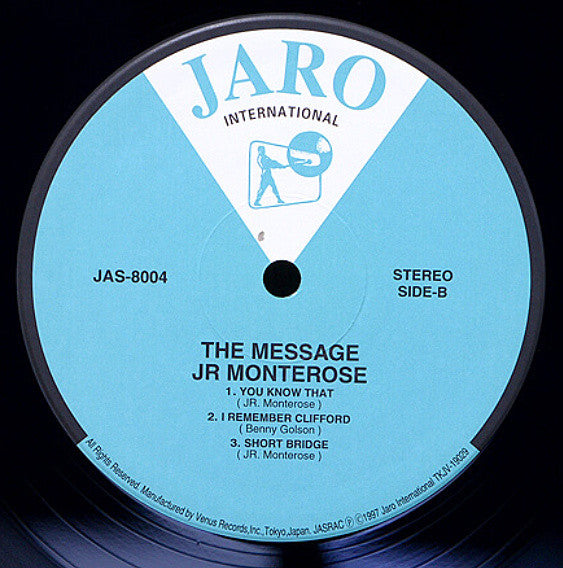 JARO
INTERNATIONAL
JAS-8004
STEREO
SIDE-B
THE MESSAGE
JR MONTEROSE
1. YOU KNOW THAT
( JR. Monterose )
2. I REMEMBER CLIFFORD
( Benny Golson )
3. SHORT BRIDGE
( JR. Monterose )
All Rights Reserved. Manufactured by Venus Records,Inc.,Tokyo,Japan. JASRAC Ⓟ ©1997 Jaro International TKJV-19029